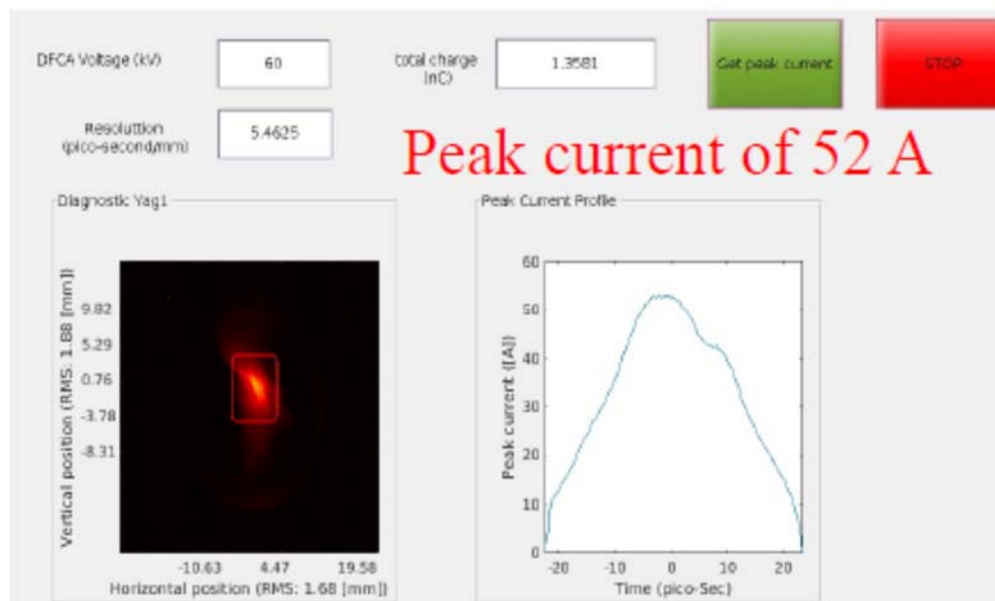 DFCA Voltage (kV)
60
total charge
(nC)
1.3581
Get peak current
STOP
Resoluttion
(pico-second/mm)
5.4625
Peak current of 52 A
Diagnostic Yag1
Vertical position (RMS: 1.88 [mm])
9.82
5.29
0.76
-3.78
-8.31
-10.63 4.47 19.58
Horizontal position (RMS: 1.68 [mm])
Peak Current Profile
Peak current ([A])
60
50
40
30
20
10
0
-20 -10 0 10 20
Time (pico-Sec)